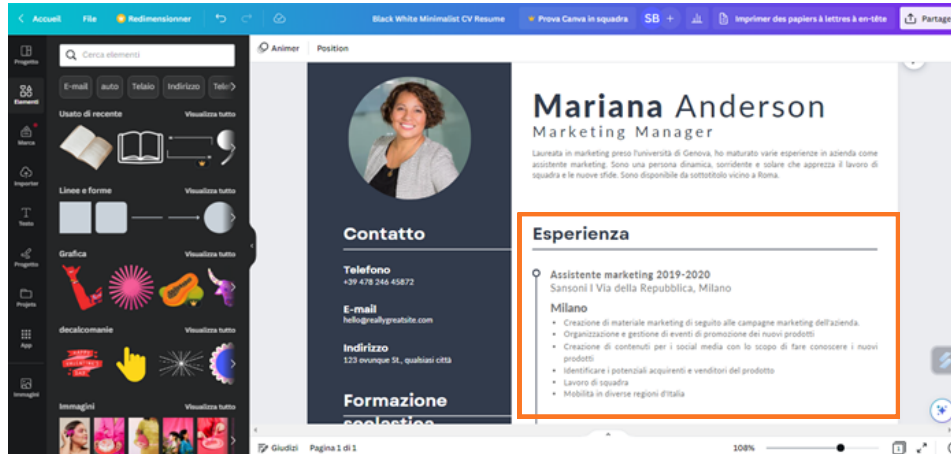 Accueil
File
Redimensionner
Black White Minimalist CV Resume
Prova Canva in squadra
SB
+
Imprimer des papiers à lettres à en-tête
Partage
Progetto
Elementi
Marca
Importer
Testo
Progetto
Projets
App
Immagini
Cerca elementi
E-mail
auto
Telaio
Indirizzo
Usato di recente
Visualizza tutto
Linee e forme
Visualizza tutto
Grafica
Visualizza tutto
decalcomanie
Visualizza tutto
HAPPY
VALENTINE'S
DAY
Immagini
Visualizza tutto
Animer
Position
Contatto
Telefono
+39 478 246 45872
E-mail
hello@reallygreatsite.com
Indirizzo
123 ovunque St., qualsiasi città
Formazione
scolastica
Mariana Anderson
Marketing Manager
Laureata in marketing preso l'università di Genova, ho maturato varie esperienze in azienda come
assistente marketing. Sono una persona dinamica, sorridente e solare che apprezza il lavoro di
squadra e le nuove sfide. Sono disponibile da sottotitolo vicino a Roma.
Esperienza
Assistente marketing 2019-2020
Sansoni I Via della Repubblica, Milano
Milano
• Creazione di materiale marketing di seguito alle campagne marketing dell'azienda.
• Organizzazione e gestione di eventi di promozione dei nuovi prodotti
• Creazione di contenuti per i social media con lo scopo di fare conoscere i nuovi
prodotti
• Identificare i potenziali acquirenti e venditori del prodotto
• Lavoro di squadra
• Mobilità in diverse regioni d'Italia
Giudizi
Pagina 1 di 1
108%
1